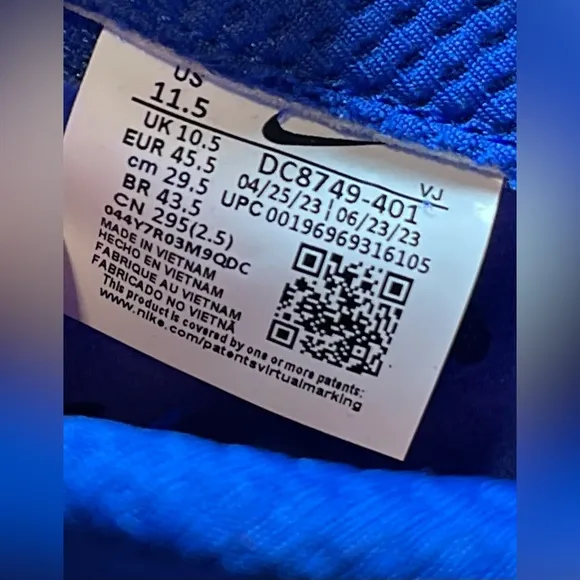 US
11.5
UK 10.5
EUR 45.5
cm 29.5
BR 43.5
CN 295(2.5)
044Y7R03M9QDC
MADE IN VIETNAM
HECHO EN VIETNAM
FABRIQUE AU VIETNAM
FABRICADO NO VIETNÃ
This product is covered by one or more patents:
www.nike.com/patentsvirtualmarking
VJ
DC8749-401
04/25/23 | 06/23/23
UPC 00196969316105